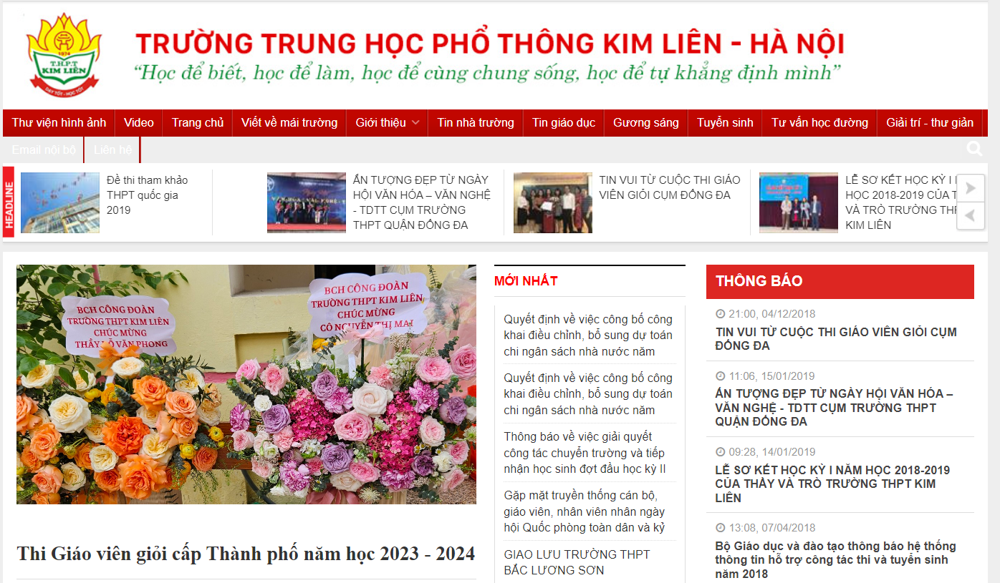 1974
T.H.P.T
KIM LIÊN
DẠY TỐT - HỌC TỐT
TRƯỜNG TRUNG HỌC PHỔ THÔNG KIM LIÊN - HÀ NỘI
“Học để biết, học để làm, học để cùng chung sống, học để tự khẳng định mình”
Thư viện hình ảnh Video Trang chủ Viết về mái trường Giới thiệu Tin nhà trường Tin giáo dục Gương sáng Tuyển sinh Tư vấn học đường Giải trí - thư giản
Email nội bộ Liên hệ
HEADLINE
Đề thi tham khảo
THPT quốc gia
2019
ẤN TƯỢNG ĐẸP TỪ NGÀY
HỘI VĂN HÓA – VĂN NGHỆ
- TDTT CỤM TRƯỜNG
THPT QUẬN ĐỐNG ĐA
TIN VUI TỪ CUỘC THI GIÁO
VIÊN GIỎI CỤM ĐỐNG ĐA
LỄ SƠ KẾT HỌC KỲ I
HỌC 2018-2019 CỦA
VÀ TRÒ TRƯỜNG
KIM LIÊN
BCH CÔNG ĐOÀN
TRƯỜNG THPT KIM LIÊN
CHÚC MỪNG
THẦY VĂN PHONG
BCH CÔNG ĐOÀN
TRƯỜNG THPT KIM LIÊN
CHÚC MỪNG
CÔ NGUYỄN THỊ MAI
Thi Giáo viên giỏi cấp Thành phố năm học 2023 - 2024
MỚI NHẤT
Quyết định về việc công bố công
khai điều chỉnh, bổ sung dự toán
chi ngân sách nhà nước năm
Quyết định về việc công bố công
khai điều chỉnh, bổ sung dự toán
chi ngân sách nhà nước năm
Thông báo về việc giải quyết
công tác chuyển trường và tiếp
nhận học sinh đợt đầu học kỳ II
Gặp mặt truyền thống cán bộ,
giáo viên, nhân viên nhân ngày
hội Quốc phòng toàn dân và kỷ
GIAO LƯU TRƯỜNG THPT
BẮC LƯƠNG SƠN
THÔNG BÁO
21:00, 04/12/2018
TIN VUI TỪ CUỘC THI GIÁO VIÊN GIỎI CỤM
ĐỐNG ĐA
11:06, 15/01/2019
ẤN TƯỢNG ĐẸP TỪ NGÀY HỘI VĂN HÓA –
VĂN NGHỆ - TDTT CỤM TRƯỜNG THPT
QUẬN ĐỐNG ĐA
09:28, 14/01/2019
LỄ SƠ KẾT HỌC KỲ I NĂM HỌC 2018-2019
CỦA THẦY VÀ TRÒ TRƯỜNG THPT KIM
LIÊN
13:08, 07/04/2018
Bộ Giáo dục và đào tạo thông báo hệ thống
thông tin hỗ trợ công tác thi và tuyển sinh
năm 2018